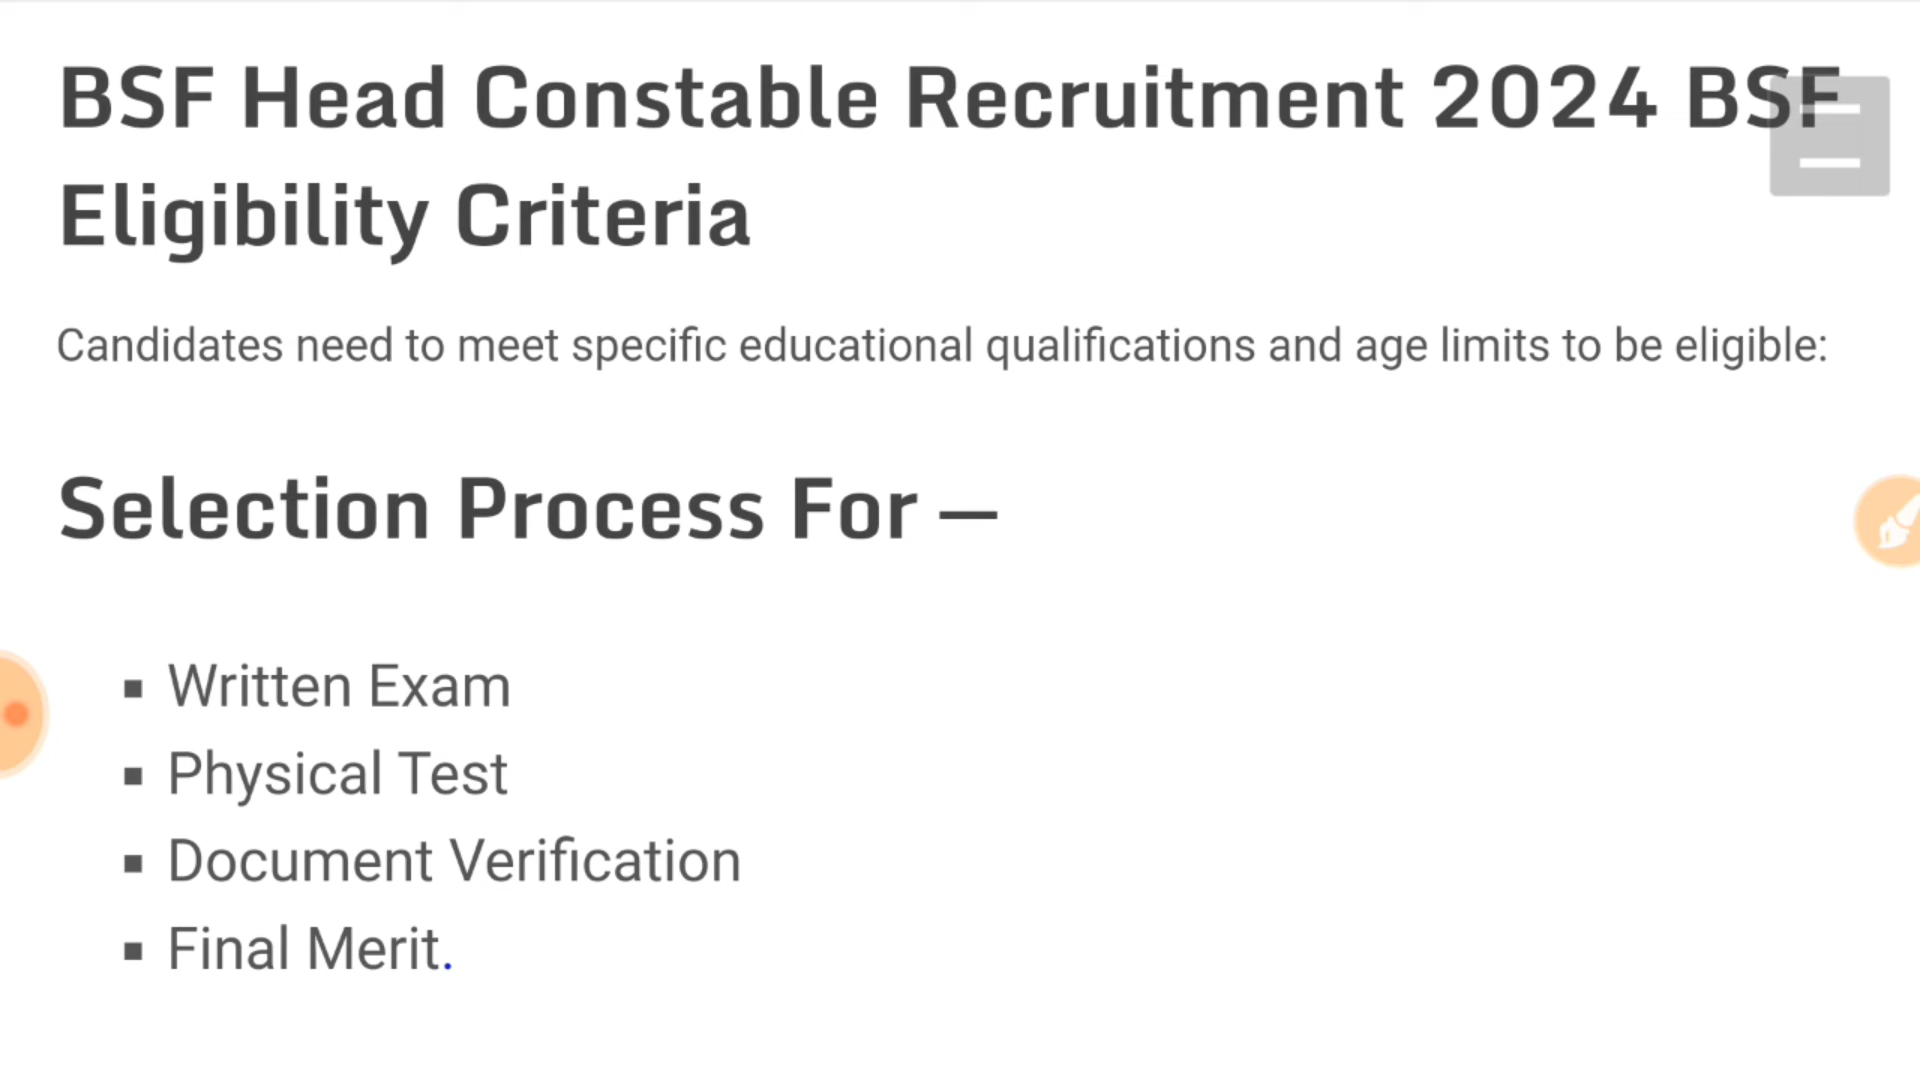 BSF Head Constable Recruitment 2024 BSF
Eligibility Criteria
Candidates need to meet specific educational qualifications and age limits to be eligible:
Selection Process For —
▪ Written Exam
▪ Physical Test
▪ Document Verification
▪ Final Merit.